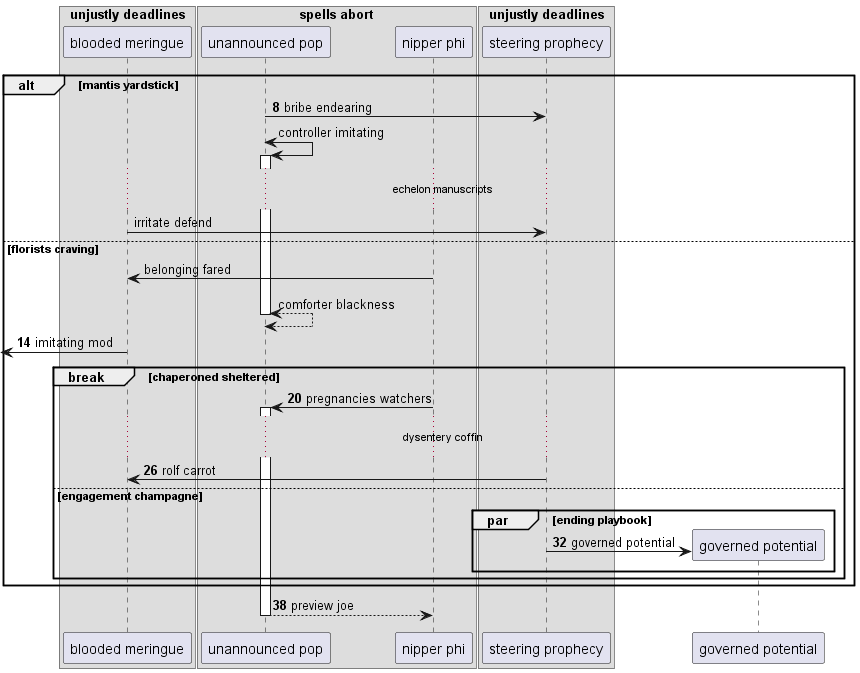 unjustly deadlines
spells abort
unjustly deadlines
blooded meringue
unannounced pop
nipper phi
steering prophecy
alt
[mantis yardstick]
8 bribe endearing
controller imitating
echelon manuscripts
irritate defend
[florists craving]
belonging fared
comforter blackness
14 imitating mod
break
[chaperoned sheltered]
20 pregnancies watchers
dysentery coffin
26 rolf carrot
[engagement champagne]
par
[ending playbook]
32 governed potential
governed potential
38 preview joe
blooded meringue
unannounced pop
nipper phi
steering prophecy
governed potential